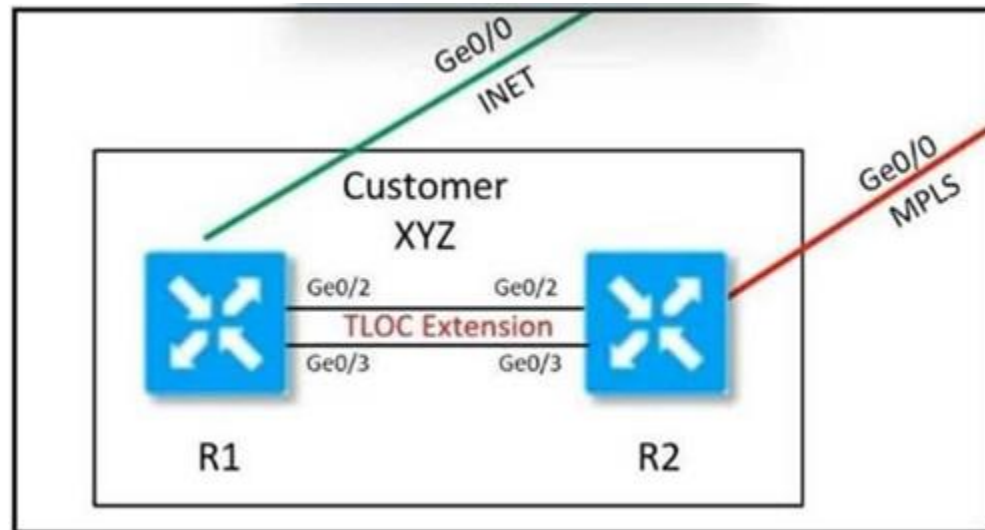 Ge0/0
INET
Ge0/0
MPLS
Customer
XYZ
Ge0/2
Ge0/2
TLOC Extension
Ge0/3
Ge0/3
R1
R2